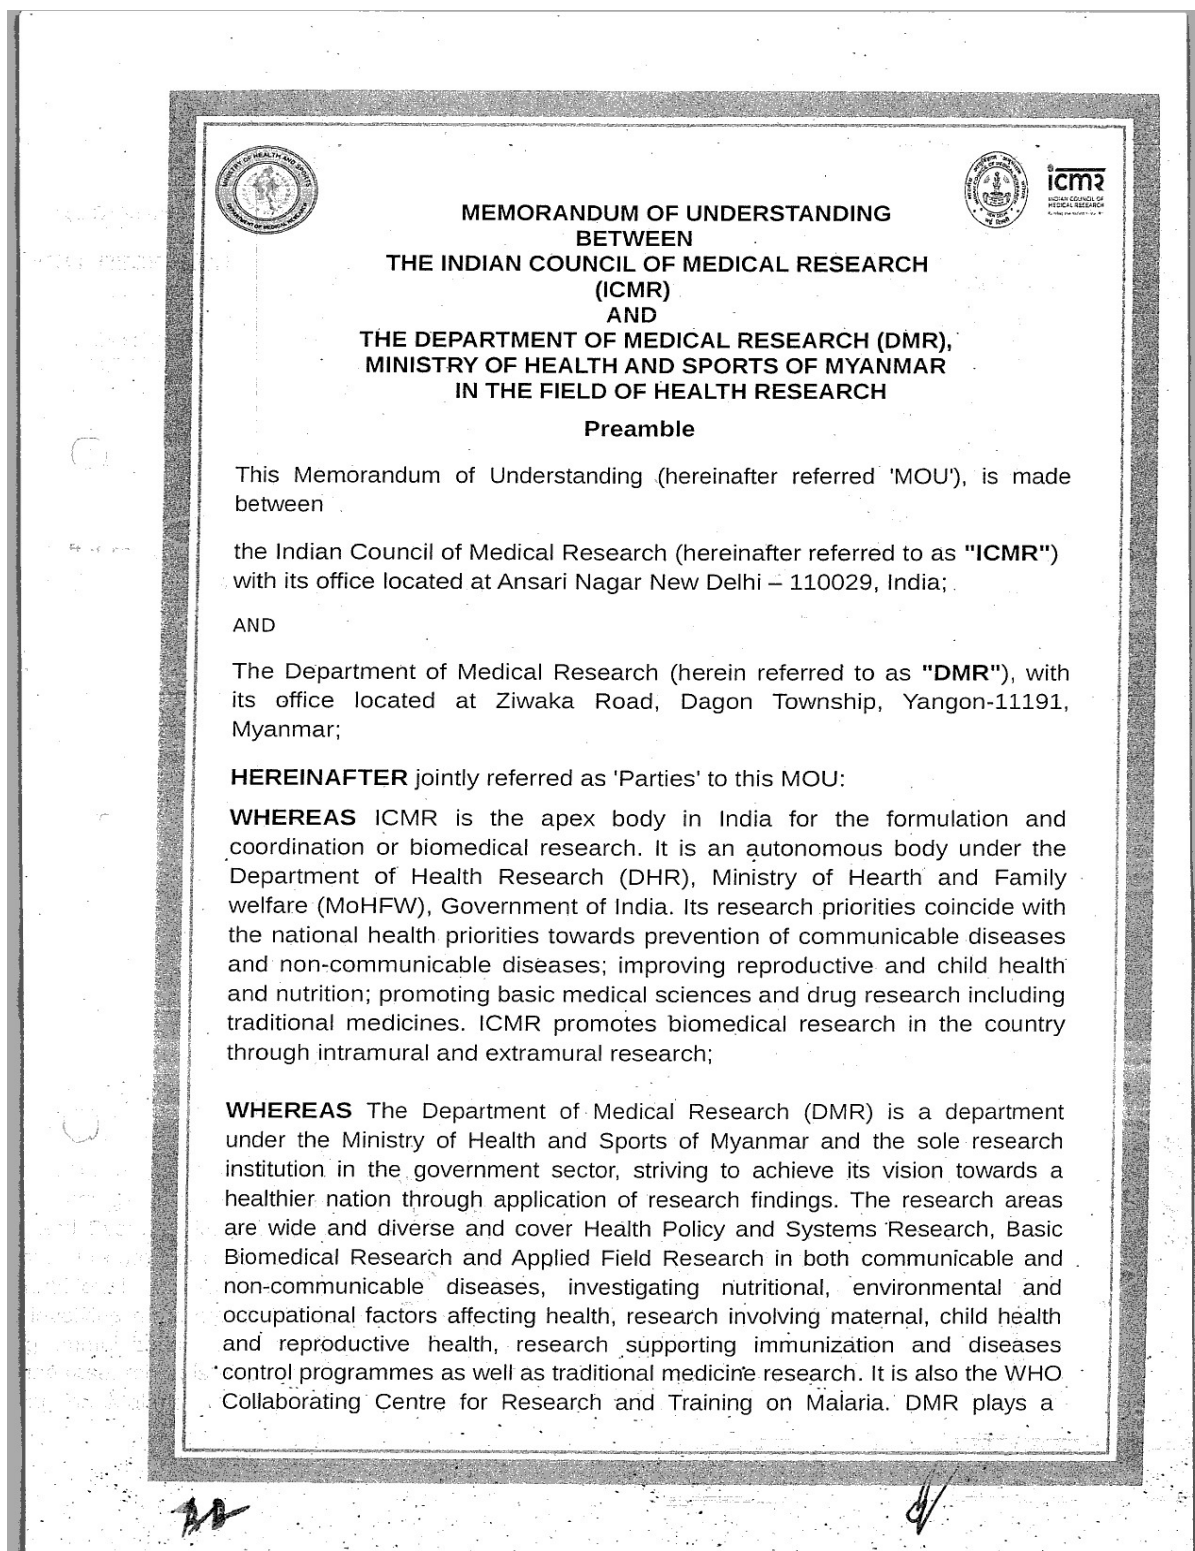 MINISTRY OF HEALTH AND SPORTS
DEPARTMENT OF MEDICAL RESEARCH
icmr
INDIAN COUNCIL OF
MEDICAL RESEARCH
MEMORANDUM OF UNDERSTANDING
BETWEEN
THE INDIAN COUNCIL OF MEDICAL RESEARCH
(ICMR)
AND
THE DEPARTMENT OF MEDICAL RESEARCH (DMR),
MINISTRY OF HEALTH AND SPORTS OF MYANMAR
IN THE FIELD OF HEALTH RESEARCH
Preamble
This Memorandum of Understanding (hereinafter referred 'MOU'), is made
between
the Indian Council of Medical Research (hereinafter referred to as "ICMR")
with its office located at Ansari Nagar New Delhi – 110029, India;
AND
The Department of Medical Research (herein referred to as "DMR"), with
its office located at Ziwaka Road, Dagon Township, Yangon-11191,
Myanmar;
HEREINAFTER jointly referred as 'Parties' to this MOU:
WHEREAS ICMR is the apex body in India for the formulation and
coordination or biomedical research. It is an autonomous body under the
Department of Health Research (DHR), Ministry of Hearth and Family
welfare (MoHFW), Government of India. Its research priorities coincide with
the national health priorities towards prevention of communicable diseases
and non-communicable diseases; improving reproductive and child health
and nutrition; promoting basic medical sciences and drug research including
traditional medicines. ICMR promotes biomedical research in the country
through intramural and extramural research;
WHEREAS The Department of Medical Research (DMR) is a department
under the Ministry of Health and Sports of Myanmar and the sole research
institution in the government sector, striving to achieve its vision towards a
healthier nation through application of research findings. The research areas
are wide and diverse and cover Health Policy and Systems Research, Basic
Biomedical Research and Applied Field Research in both communicable and
non-communicable diseases, investigating nutritional, environmental and
occupational factors affecting health, research involving maternal, child health
and reproductive health, research supporting immunization and diseases
control programmes as well as traditional medicine research. It is also the WHO
Collaborating Centre for Research and Training on Malaria. DMR plays a